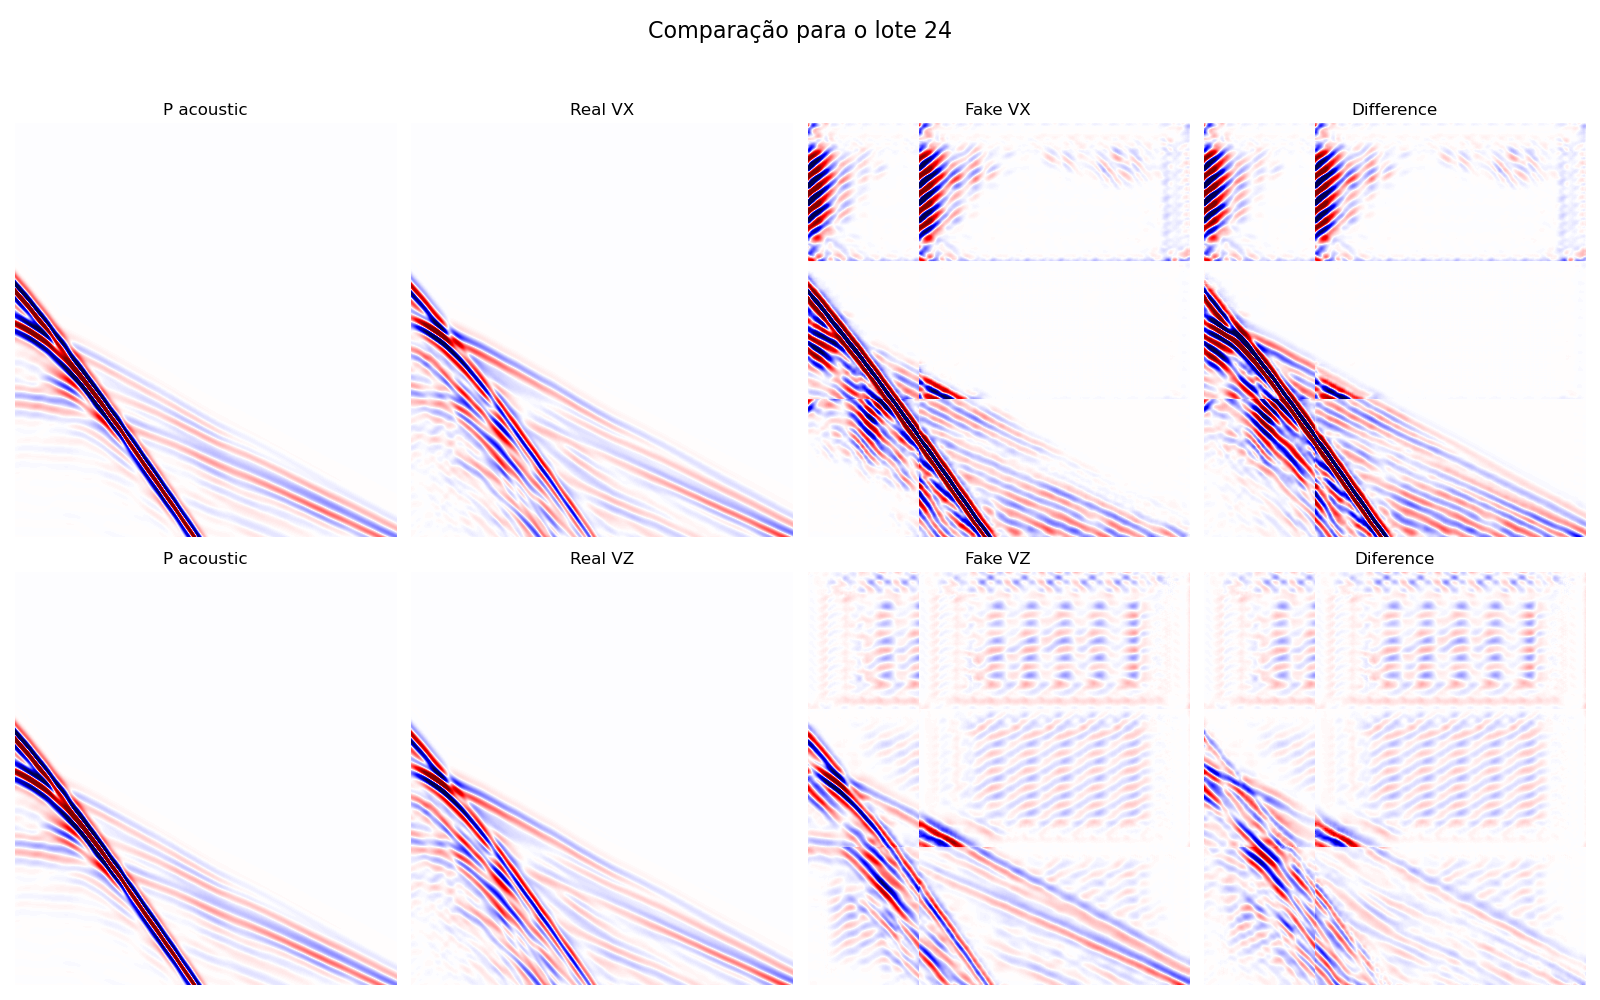 Comparação para o lote 24
P acoustic
Real VX
Fake VX
Difference
P acoustic
Real VZ
Fake VZ
Diference